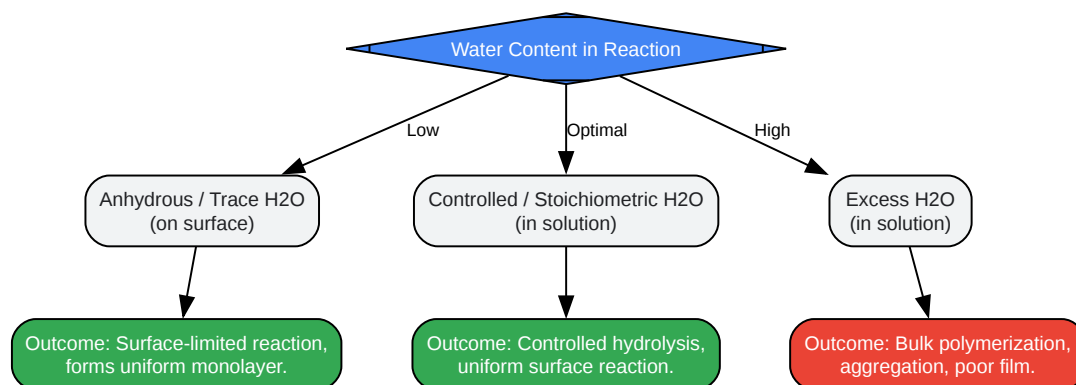 Water Content in Reaction
Low
Optimal
High
Anhydrous / Trace H2O
(on surface)
Controlled / Stoichiometric H2O
(in solution)
Excess H2O
(in solution)
Outcome: Surface-limited reaction,
forms uniform monolayer.
Outcome: Controlled hydrolysis,
uniform surface reaction.
Outcome: Bulk polymerization,
aggregation, poor film.